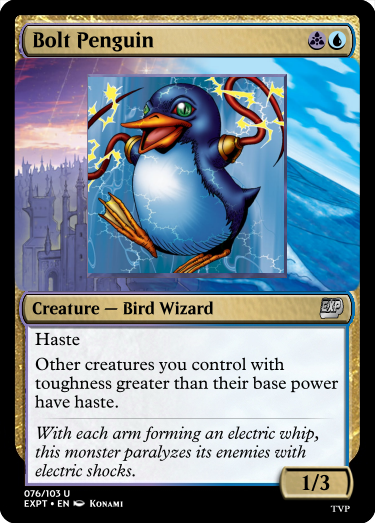 Bolt Penguin
Creature — Bird Wizard
EXP
Haste
Other creatures you control with
toughness greater than their base power
have haste.
With each arm forming an electric whip,
this monster paralyzes its enemies with
electric shocks.
1/3
076/103 U
EXPT • EN Konami
TVP